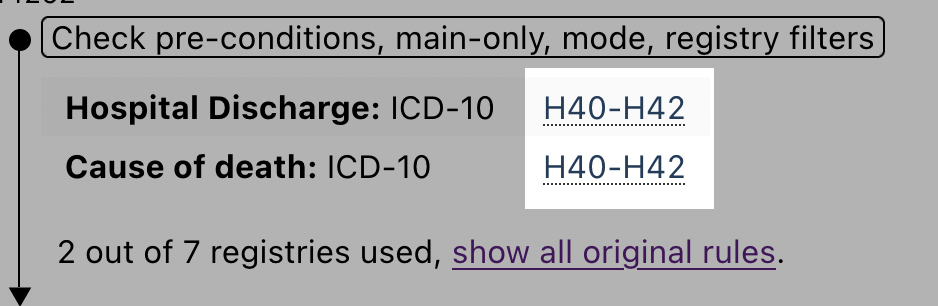 Check pre-conditions, main-only, mode, registry filters
Hospital Discharge: ICD-10 H40-H42
Cause of death: ICD-10 H40-H42
2 out of 7 registries used, show all original rules.